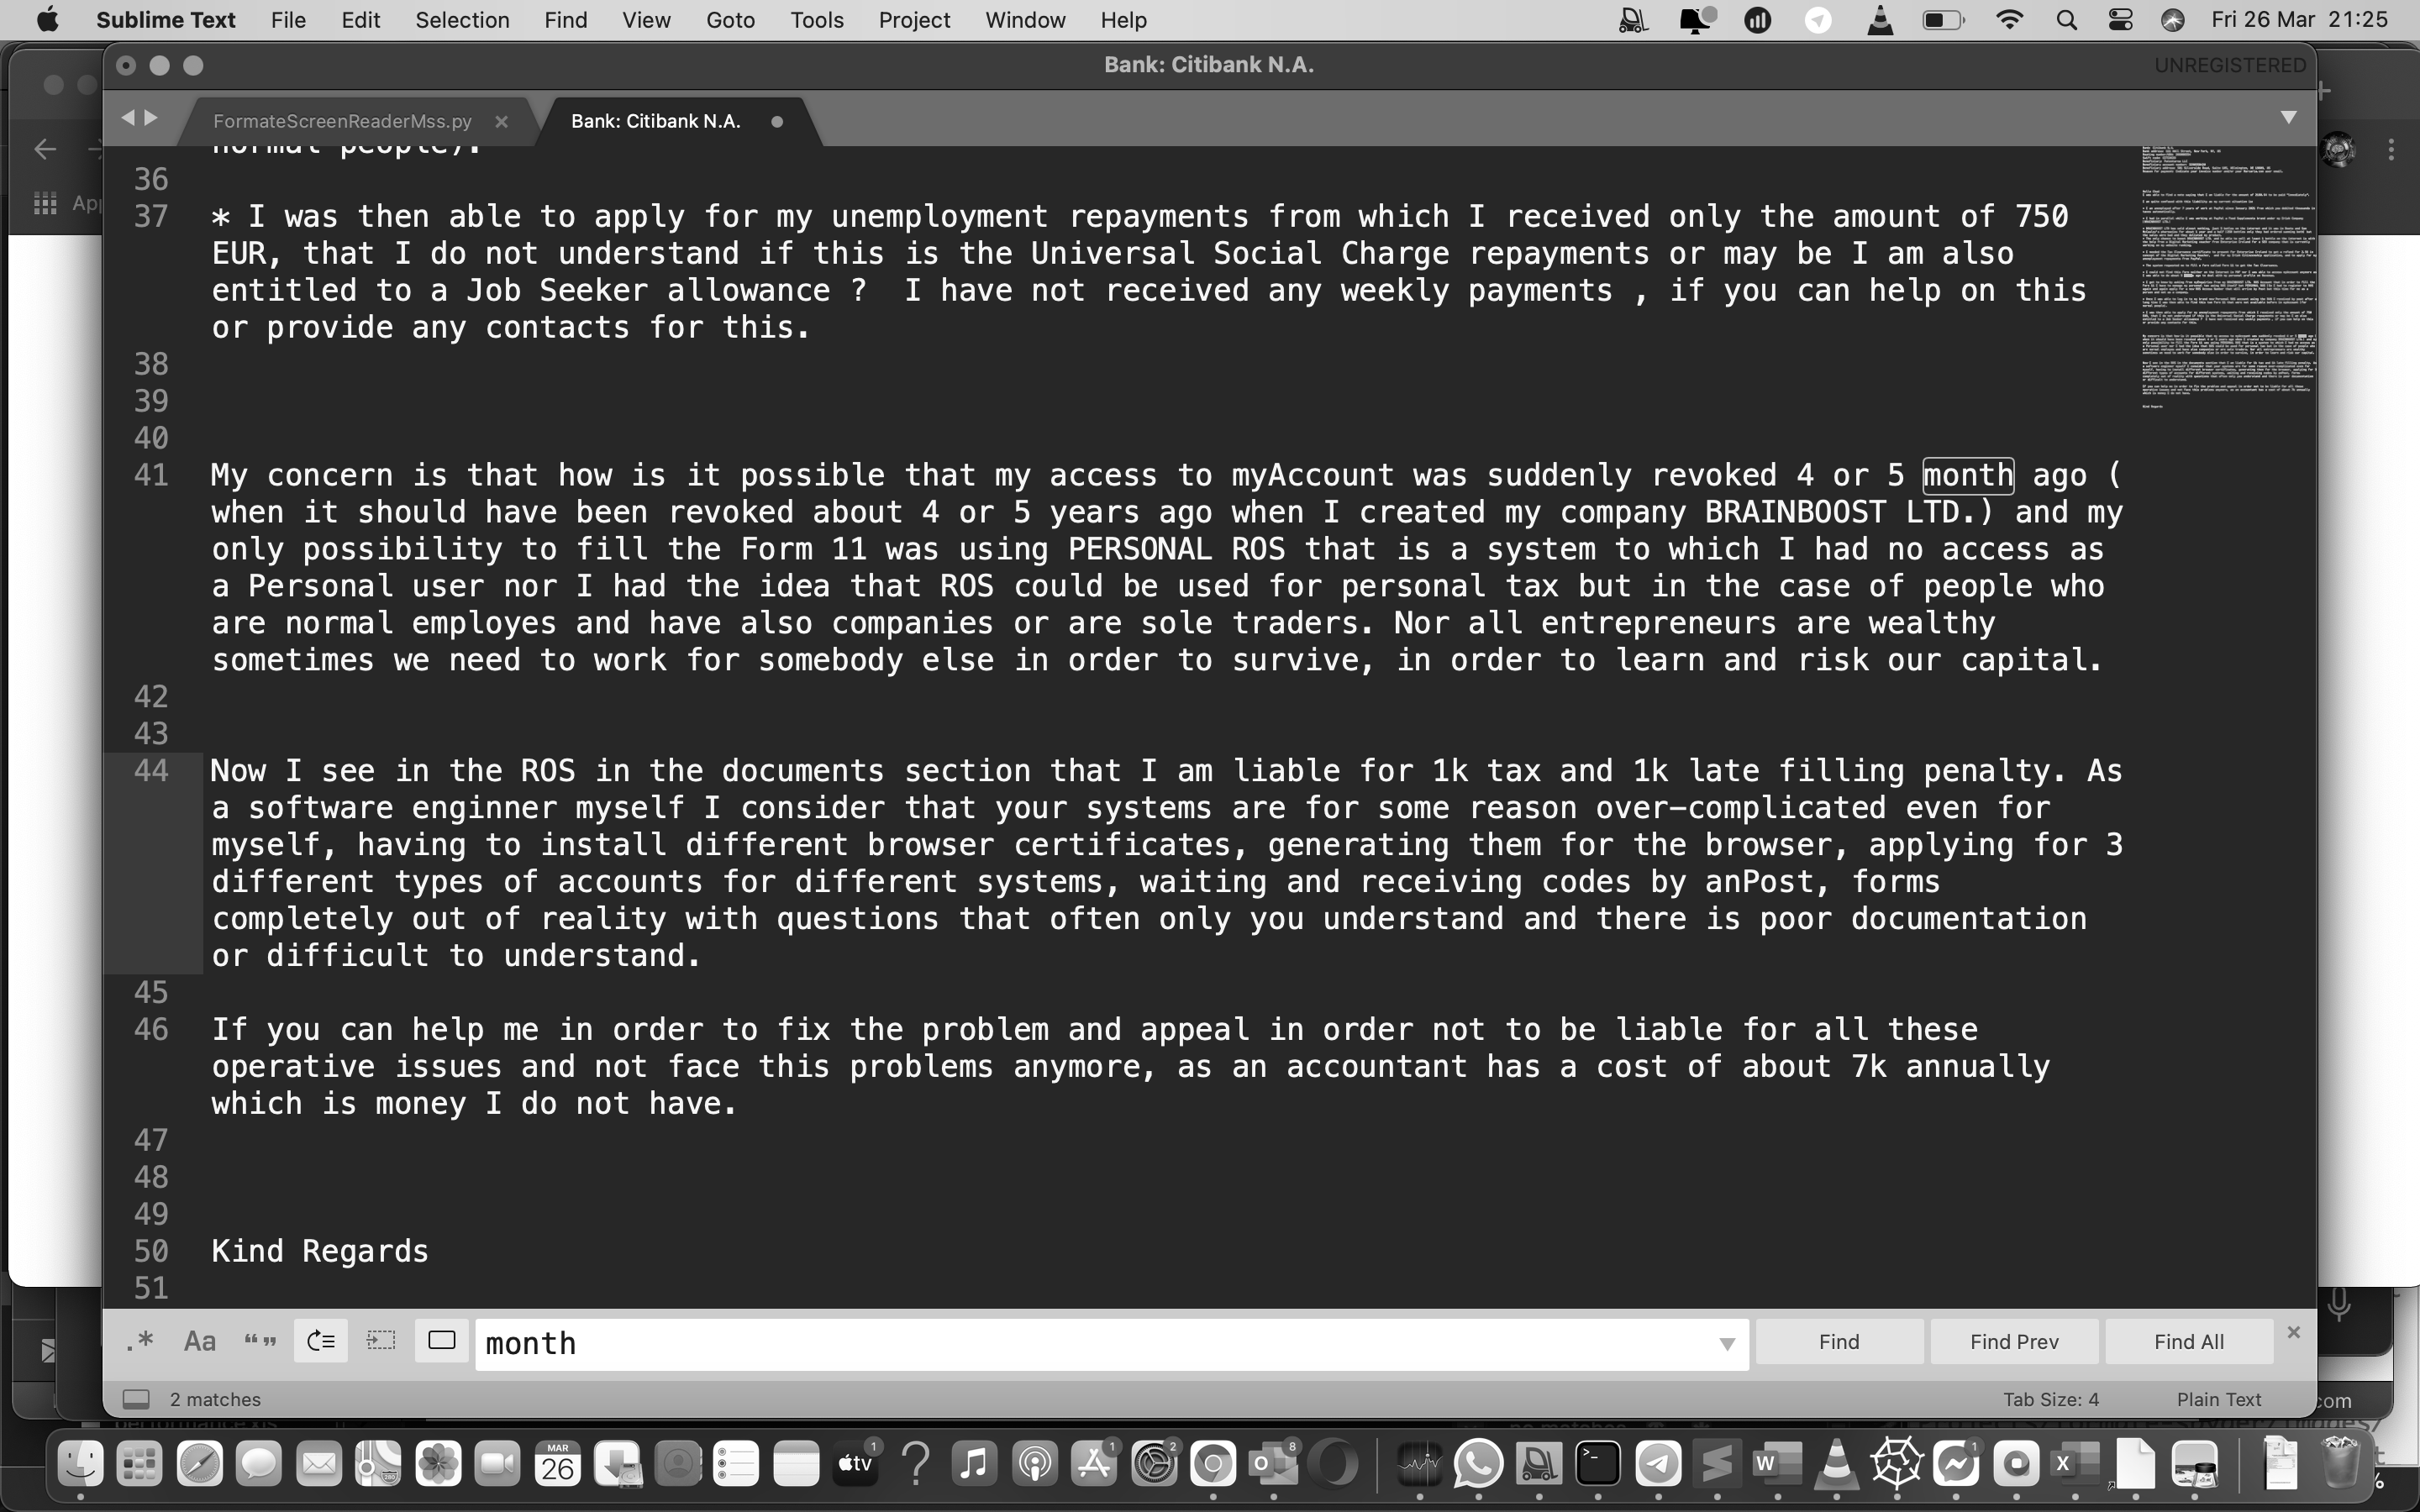 Sublime Text File Edit Selection Find View Goto Tools Project Window Help Fri 26 Mar 21:25
Bank: Citibank N.A. UNREGISTERED
FormateScreenReaderMss.py Bank: Citibank N.A.
normal people).
36
37 * I was then able to apply for my unemployment repayments from which I received only the amount of 750
EUR, that I do not understand if this is the Universal Social Charge repayments or may be I am also
entitled to a Job Seeker allowance ?  I have not received any weekly payments , if you can help on this
or provide any contacts for this.
38
39
40
41 My concern is that how is it possible that my access to myAccount was suddenly revoked 4 or 5 month ago (
when it should have been revoked about 4 or 5 years ago when I created my company BRAINBOOST LTD.) and my
only possibility to fill the Form 11 was using PERSONAL ROS that is a system to which I had no access as
a Personal user nor I had the idea that ROS could be used for personal tax but in the case of people who
are normal employes and have also companies or are sole traders. Nor all entrepreneurs are wealthy
sometimes we need to work for somebody else in order to survive, in order to learn and risk our capital.
42
43
44 Now I see in the ROS in the documents section that I am liable for 1k tax and 1k late filling penalty. As
a software enginner myself I consider that your systems are for some reason over-complicated even for
myself, having to install different browser certificates, generating them for the browser, applying for 3
different types of accounts for different systems, waiting and receiving codes by anPost, forms
completely out of reality with questions that often only you understand and there is poor documentation
or difficult to understand.
45
46 If you can help me in order to fix the problem and appeal in order not to be liable for all these
operative issues and not face this problems anymore, as an accountant has a cost of about 7k annually
which is money I do not have.
47
48
49
50 Kind Regards
51
.* Aa “” month Find Find Prev Find All
2 matches Tab Size: 4 Plain Text
MAR
26
tv
1
1
2
8
1